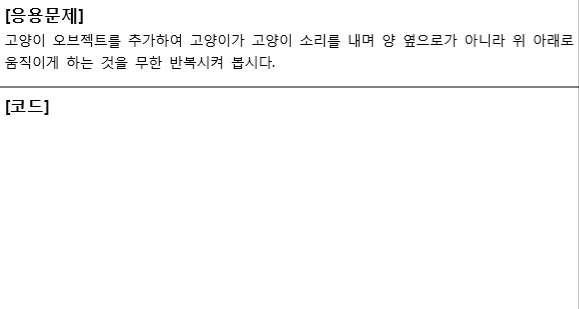 [응용문제]
고양이 오브젝트를 추가하여 고양이가 고양이 소리를 내며 양 옆으로가 아니라 위 아래로
움직이게 하는 것을 무한 반복시켜 봅시다.
[코드]